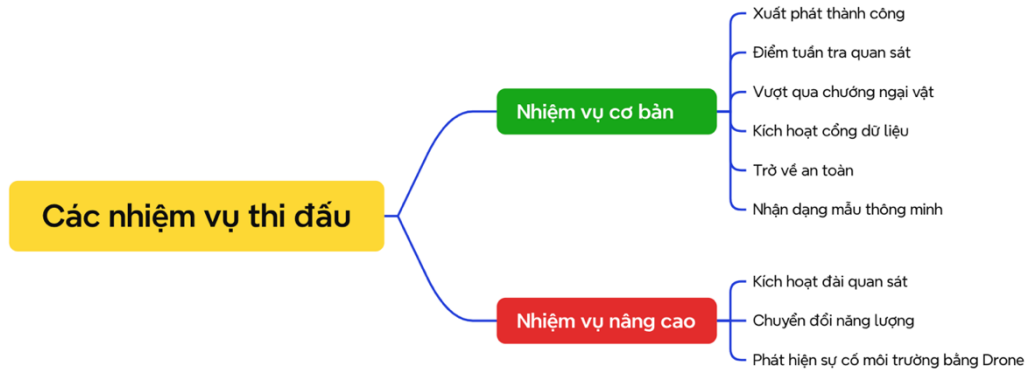 Các nhiệm vụ thi đấu
Nhiệm vụ cơ bản
Xuất phát thành công
Điểm tuần tra quan sát
Vượt qua chướng ngại vật
Kích hoạt cổng dữ liệu
Trở về an toàn
Nhận dạng mẫu thông minh
Nhiệm vụ nâng cao
Kích hoạt đài quan sát
Chuyển đổi năng lượng
Phát hiện sự cố môi trường bằng Drone